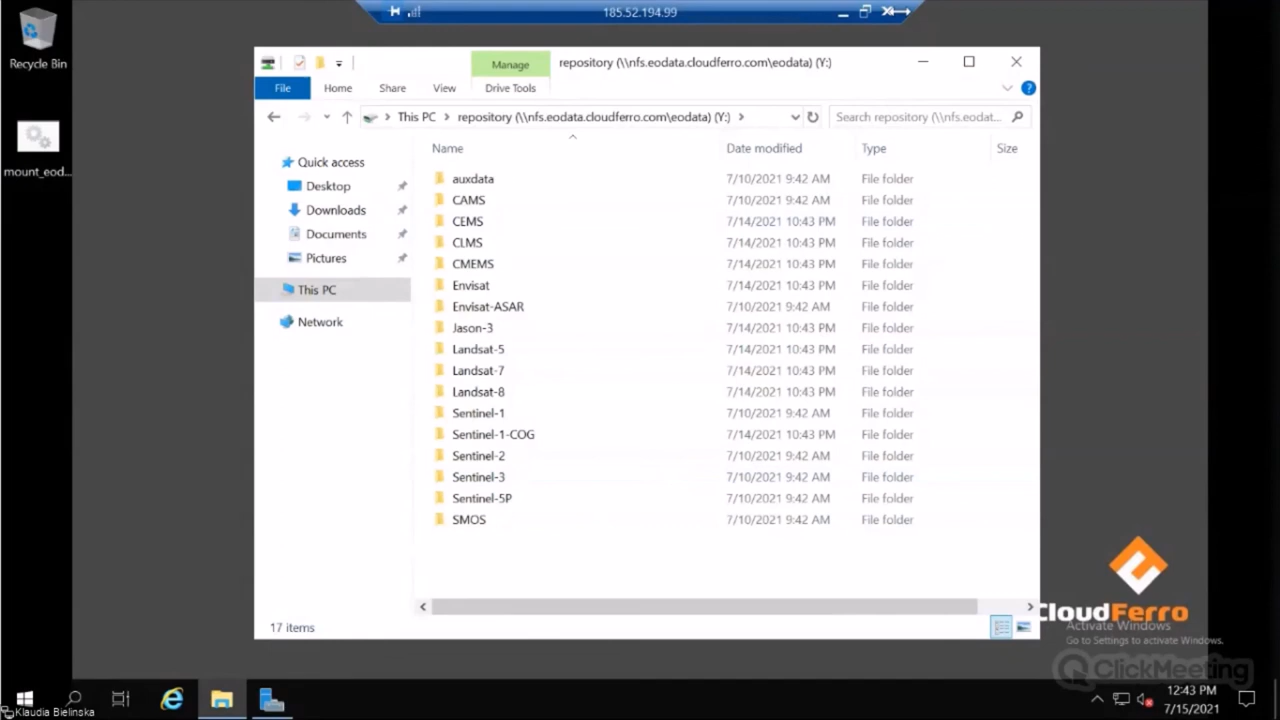 185.52.194.99
Recycle Bin
mount_eod...
Manage
repository (\\nfs.eodata.cloudferro.com\eodata) (Y:)
File
Home
Share
View
Drive Tools
This PC
repository (\\nfs.eodata.cloudferro.com\eodata) (Y:)
Search repository (\\nfs.eodat...
Name
Date modified
Type
Size
Quick access
Desktop
Downloads
Documents
Pictures
This PC
Network
auxdata 7/10/2021 9:42 AM File folder
CAMS 7/10/2021 9:42 AM File folder
CEMS 7/14/2021 10:43 PM File folder
CLMS 7/14/2021 10:43 PM File folder
CMEMS 7/14/2021 10:43 PM File folder
Envisat 7/14/2021 10:43 PM File folder
Envisat-ASAR 7/10/2021 9:42 AM File folder
Jason-3 7/14/2021 10:43 PM File folder
Landsat-5 7/14/2021 10:43 PM File folder
Landsat-7 7/14/2021 10:43 PM File folder
Landsat-8 7/14/2021 10:43 PM File folder
Sentinel-1 7/10/2021 9:42 AM File folder
Sentinel-1-COG 7/14/2021 10:43 PM File folder
Sentinel-2 7/10/2021 9:42 AM File folder
Sentinel-3 7/10/2021 9:42 AM File folder
Sentinel-5P 7/10/2021 9:42 AM File folder
SMOS 7/10/2021 9:42 AM File folder
17 items
CloudFerro
Activate Windows
Go to Settings to activate Windows.
ClickMeeting
Klaudia Bielinska
12:43 PM
7/15/2021